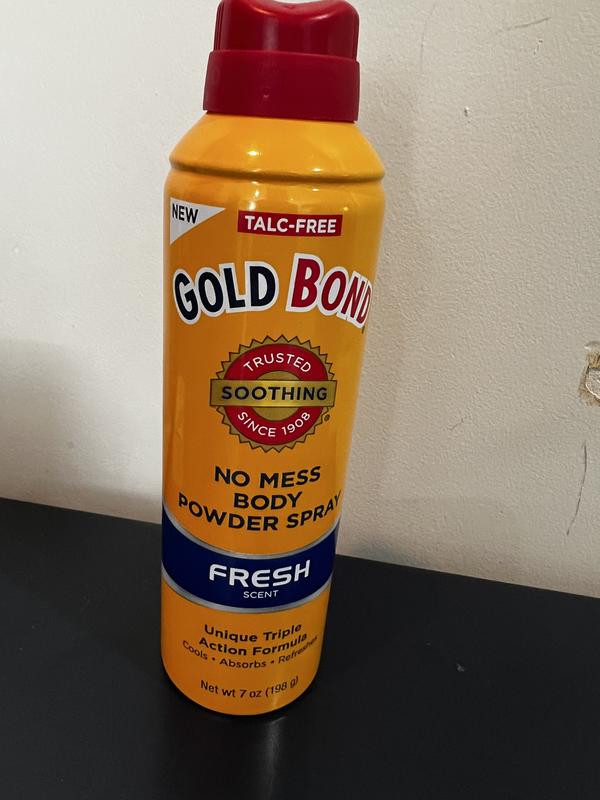 NEW
TALC-FREE
GOLD BOND
TRUSTED
SOOTHING
SINCE 1908
®
NO MESS
BODY
POWDER SPRAY
FRESH
SCENT
Unique Triple
Action Formula
Cools • Absorbs • Refreshes
Net wt 7 oz (198 g)